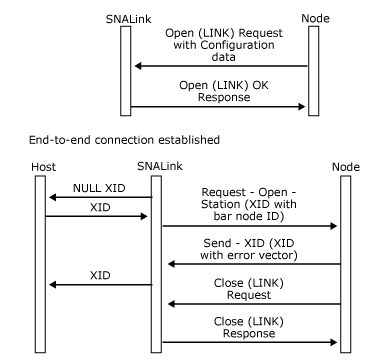 SNALink
Node
Open (LINK) Request
with Configuration
data
Open (LINK) OK
Response
End-to-end connection established
Host
SNALink
Node
NULL XID
XID
Request - Open -
Station (XID with
bar node ID)
Send - XID (XID
with error vector)
XID
Close (LINK)
Request
Close (LINK)
Response